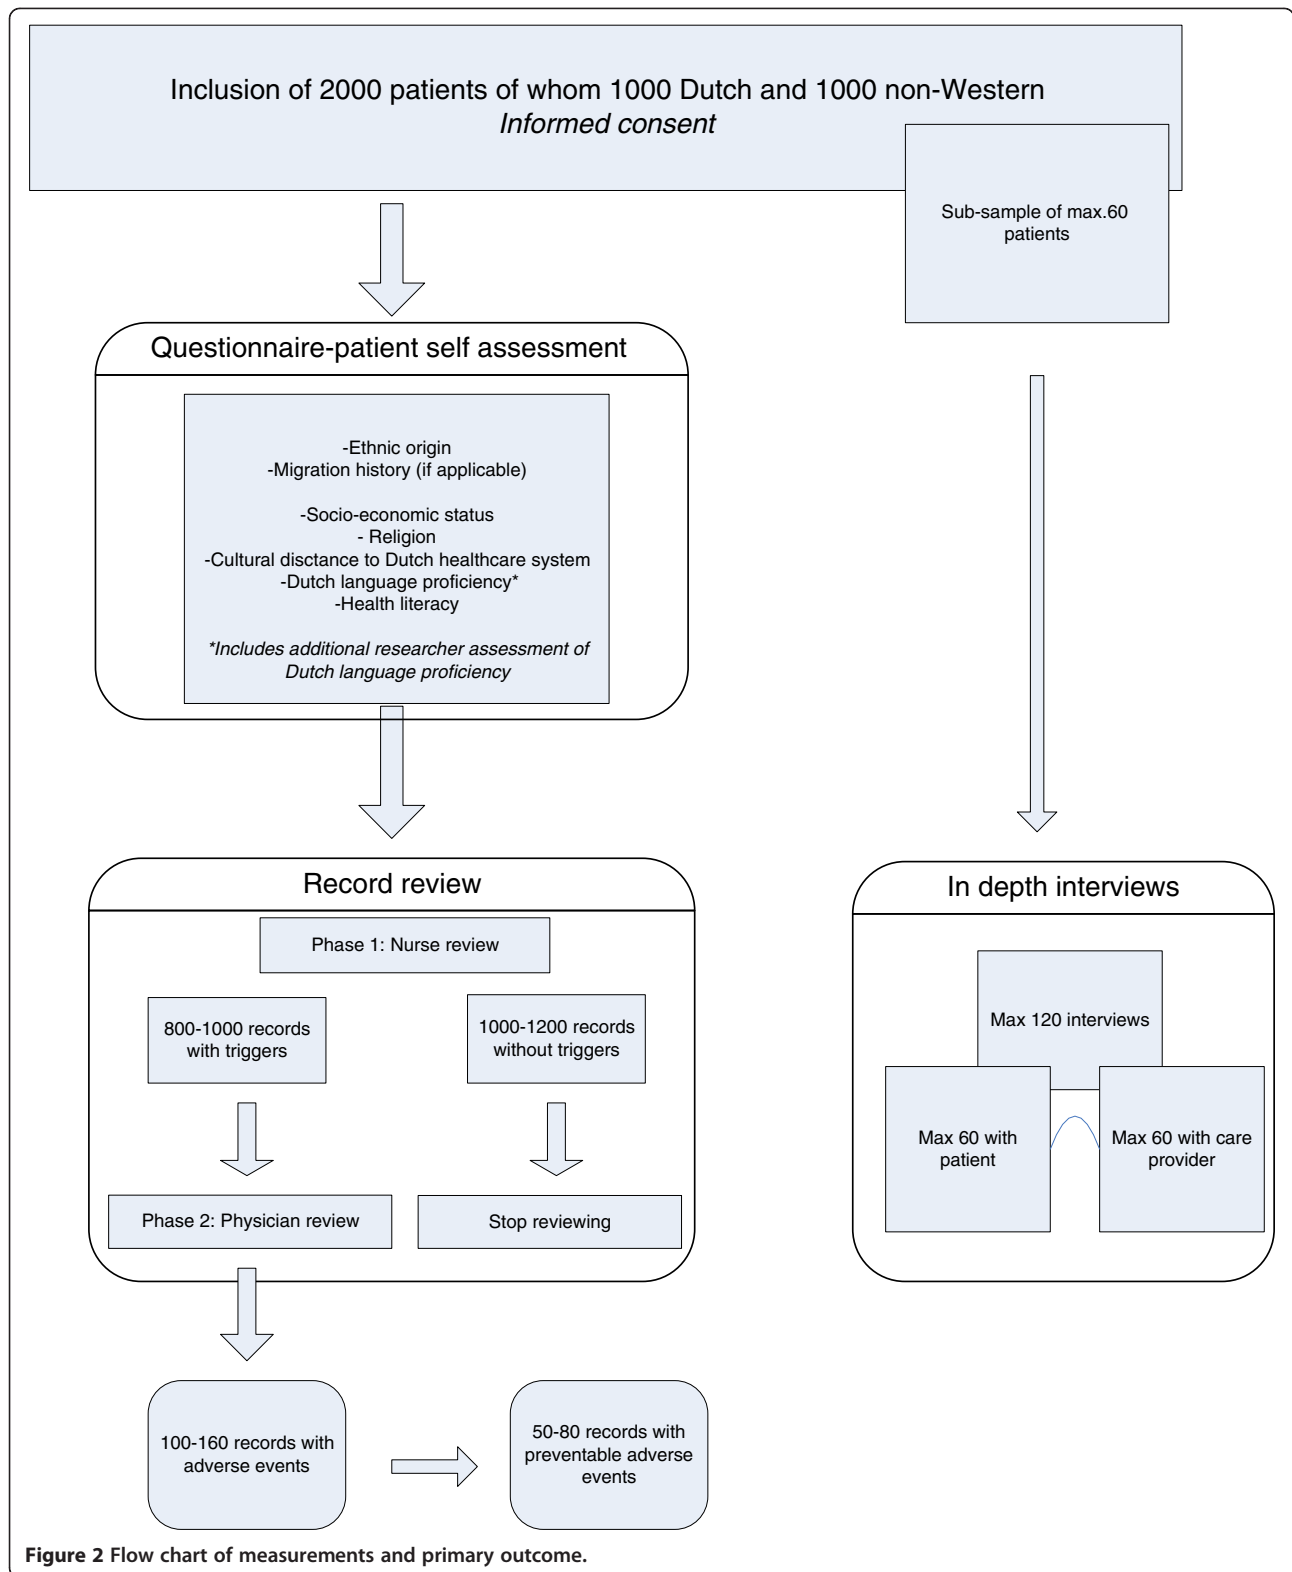 Inclusion of 2000 patients of whom 1000 Dutch and 1000 non-Western
Informed consent
Sub-sample of max.60
patients
Questionnaire-patient self assessment
-Ethnic origin
-Migration history (if applicable)
-Socio-economic status
- Religion
-Cultural disctance to Dutch healthcare system
-Dutch language proficiency*
-Health literacy
*Includes additional researcher assessment of
Dutch language proficiency
Record review
Phase 1: Nurse review
800-1000 records
with triggers
1000-1200 records
without triggers
Phase 2: Physician review
Stop reviewing
In depth interviews
Max 120 interviews
Max 60 with
patient
Max 60 with care
provider
100-160 records with
adverse events
50-80 records with
preventable adverse
events
Figure 2 Flow chart of measurements and primary outcome.